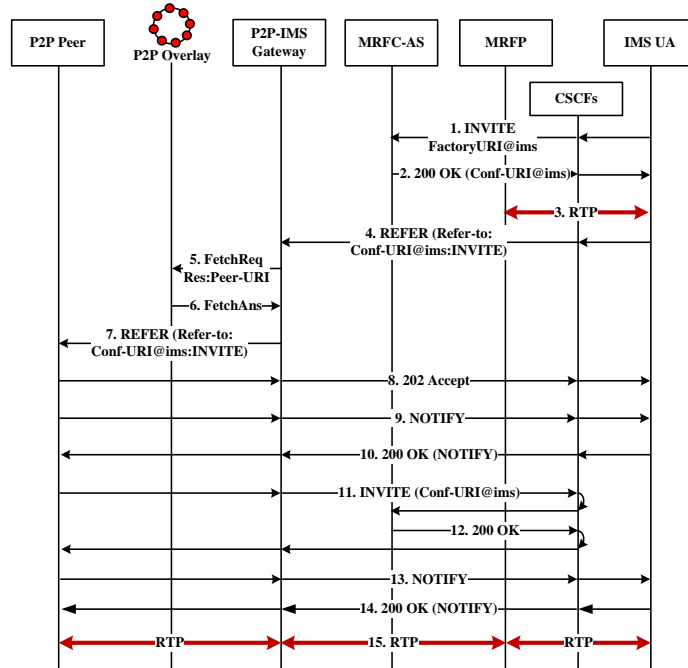 P2P Peer
P2P Overlay
P2P-IMS
Gateway
MRFC-AS
MRFP
IMS UA
CSCFs
1. INVITE
FactoryURI@ims
2. 200 OK (Conf-URI@ims)
3. RTP
4. REFER (Refer-to:
Conf-URI@ims:INVITE)
5. FetchReq
Res:Peer-URI
6. FetchAns
7. REFER (Refer-to:
Conf-URI@ims:INVITE)
8. 202 Accept
9. NOTIFY
10. 200 OK (NOTIFY)
11. INVITE (Conf-URI@ims)
12. 200 OK
13. NOTIFY
14. 200 OK (NOTIFY)
RTP
15. RTP
RTP